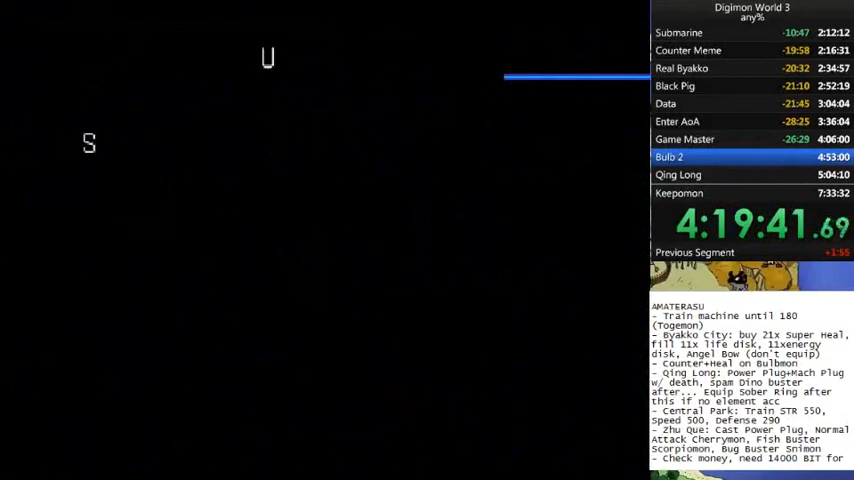 U
S
Digimon World 3
any%
Submarine -10:47 2:12:12
Counter Meme -19:58 2:16:31
Real Byakko -20:32 2:34:57
Black Pig -21:10 2:52:19
Data -21:45 3:04:04
Enter AoA -28:25 3:36:04
Game Master -26:29 4:06:00
Bulb 2 4:53:00
Qing Long 5:04:10
Keepomon 7:33:32
4:19:41.69
Previous Segment +1:55
AMATERASU
- Train machine until 180
(Togemon)
- Byakko City: buy 21x Super Heal,
fill 11x life disk, 11xenergy
disk, Angel Bow (don't equip)
- Counter+Heal on Bulbmon
- Qing Long: Power Plug+Mach Plug
w/ death, spam Dino buster
after... Equip Sober Ring after
this if no element acc
- Central Park: Train STR 550,
Speed 500, Defense 290
- Zhu Que: Cast Power Plug, Normal
Attack Cherrymon, Fish Buster
Scorpiomon, Bug Buster Snimon
- Check money, need 14000 BIT for